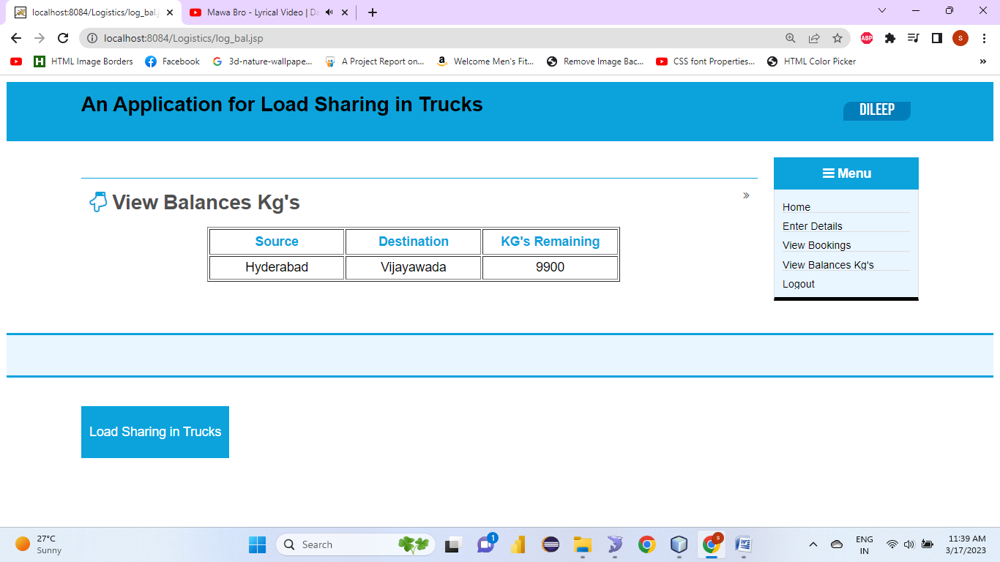 localhost:8084/Logistics/log_bal.j
Mawa Bro - Lyrical Video | Da
localhost:8084/Logistics/log_bal.jsp
ABP
S
HTML Image Borders
Facebook
3d-nature-wallpape...
A Project Report on...
Welcome Men's Fit...
Remove Image Bac...
CSS font Properties...
HTML Color Picker
An Application for Load Sharing in Trucks
DILEEP
Menu
Home
Enter Details
View Bookings
View Balances Kg's
Logout
View Balances Kg's
Source Destination KG's Remaining
Hyderabad Vijayawada 9900
Load Sharing in Trucks
27°C
Sunny
Search
1
S
ENG
IN
11:39 AM
3/17/2023